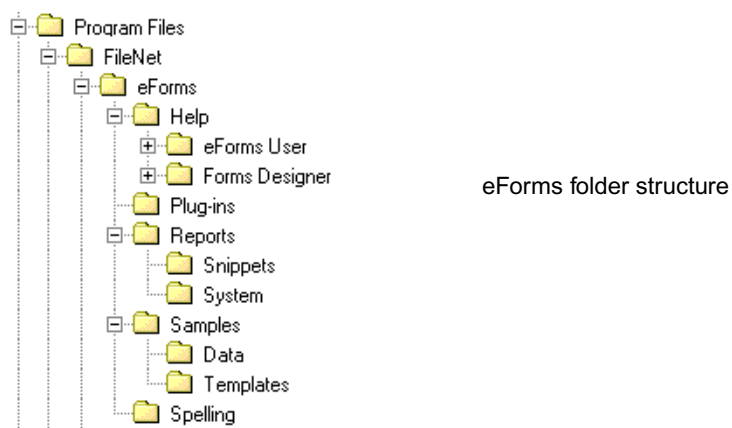 Program Files
FileNet
eForms
Help
eForms User
Forms Designer
eForms folder structure
Plug-ins
Reports
Snippets
System
Samples
Data
Templates
Spelling